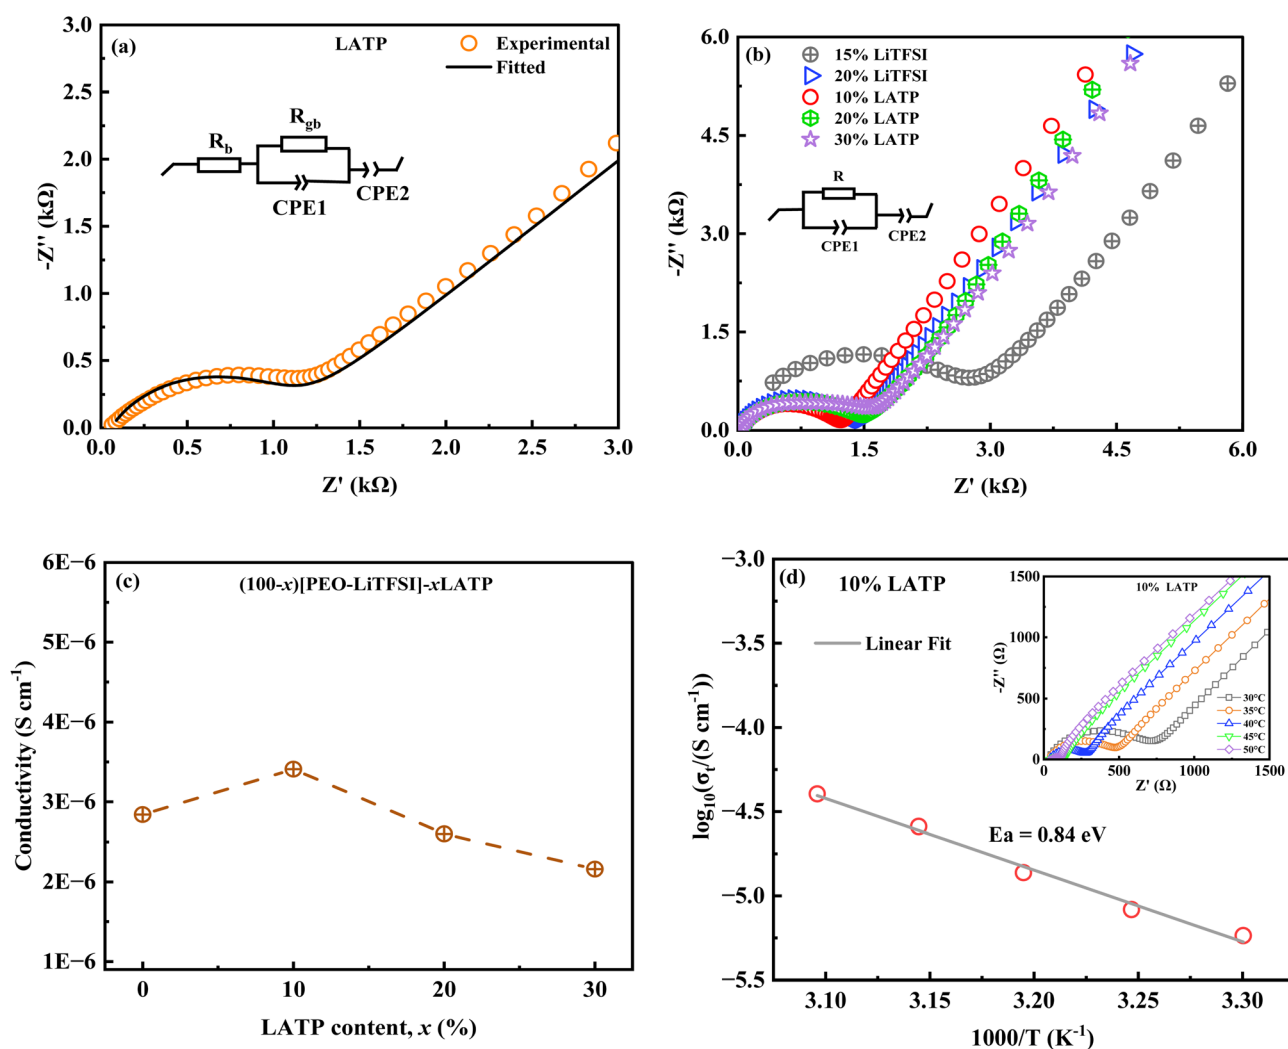 (a)
LATP
Experimental
Fitted
R_b
R_gb
CPE1
CPE2
-Z'' (kΩ)
3.0
2.5
2.0
1.5
1.0
0.5
0.0
0.0 0.5 1.0 1.5 2.0 2.5 3.0
Z' (kΩ)
(b)
15% LiTFSI
20% LiTFSI
10% LATP
20% LATP
30% LATP
R
CPE1
CPE2
-Z'' (kΩ)
6.0
4.5
3.0
1.5
0.0
0.0 1.5 3.0 4.5 6.0
Z' (kΩ)
(c)
(100-x)[PEO-LiTFSI]-xLATP
Conductivity (S cm⁻¹)
6E−6
5E−6
4E−6
3E−6
2E−6
1E−6
0 10 20 30
LATP content, x (%)
(d)
10% LATP
Linear Fit
Ea = 0.84 eV
log₁₀(σₜ/(S cm⁻¹))
−3.0
−3.5
−4.0
−4.5
−5.0
−5.5
3.10 3.15 3.20 3.25 3.30
1000/T (K⁻¹)
10% LATP
-Z'' (Ω)
1500
1000
500
0
0 500 1000 1500
Z' (Ω)
30°C
35°C
40°C
45°C
50°C